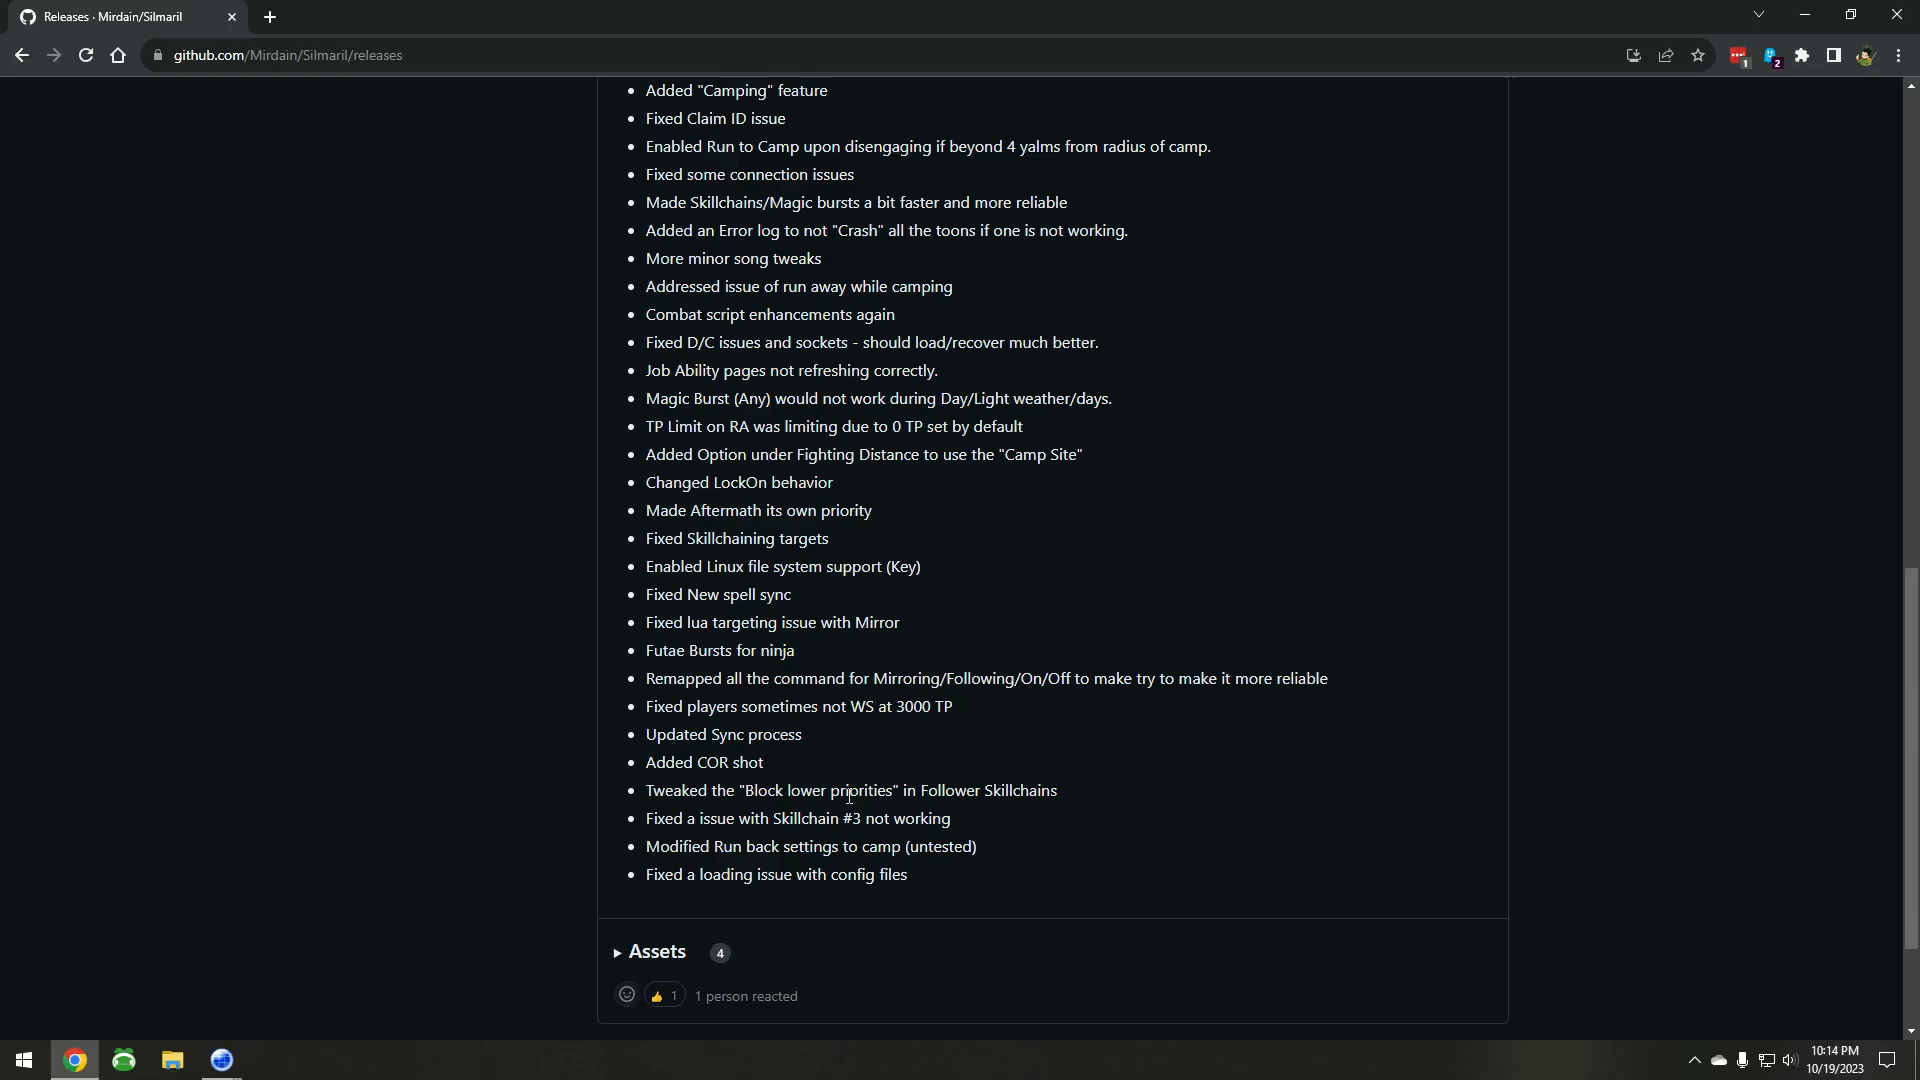 Releases · Mirdain/Silmaril
github.com/Mirdain/Silmaril/releases
1
2
Added "Camping" feature
Fixed Claim ID issue
Enabled Run to Camp upon disengaging if beyond 4 yalms from radius of camp.
Fixed some connection issues
Made Skillchains/Magic bursts a bit faster and more reliable
Added an Error log to not "Crash" all the toons if one is not working.
More minor song tweaks
Addressed issue of run away while camping
Combat script enhancements again
Fixed D/C issues and sockets - should load/recover much better.
Job Ability pages not refreshing correctly.
Magic Burst (Any) would not work during Day/Light weather/days.
TP Limit on RA was limiting due to 0 TP set by default
Added Option under Fighting Distance to use the "Camp Site"
Changed LockOn behavior
Made Aftermath its own priority
Fixed Skillchaining targets
Enabled Linux file system support (Key)
Fixed New spell sync
Fixed lua targeting issue with Mirror
Futae Bursts for ninja
Remapped all the command for Mirroring/Following/On/Off to make try to make it more reliable
Fixed players sometimes not WS at 3000 TP
Updated Sync process
Added COR shot
Tweaked the "Block lower priorities" in Follower Skillchains
Fixed a issue with Skillchain #3 not working
Modified Run back settings to camp (untested)
Fixed a loading issue with config files
Assets 4
👍 1 1 person reacted
10:14 PM
10/19/2023